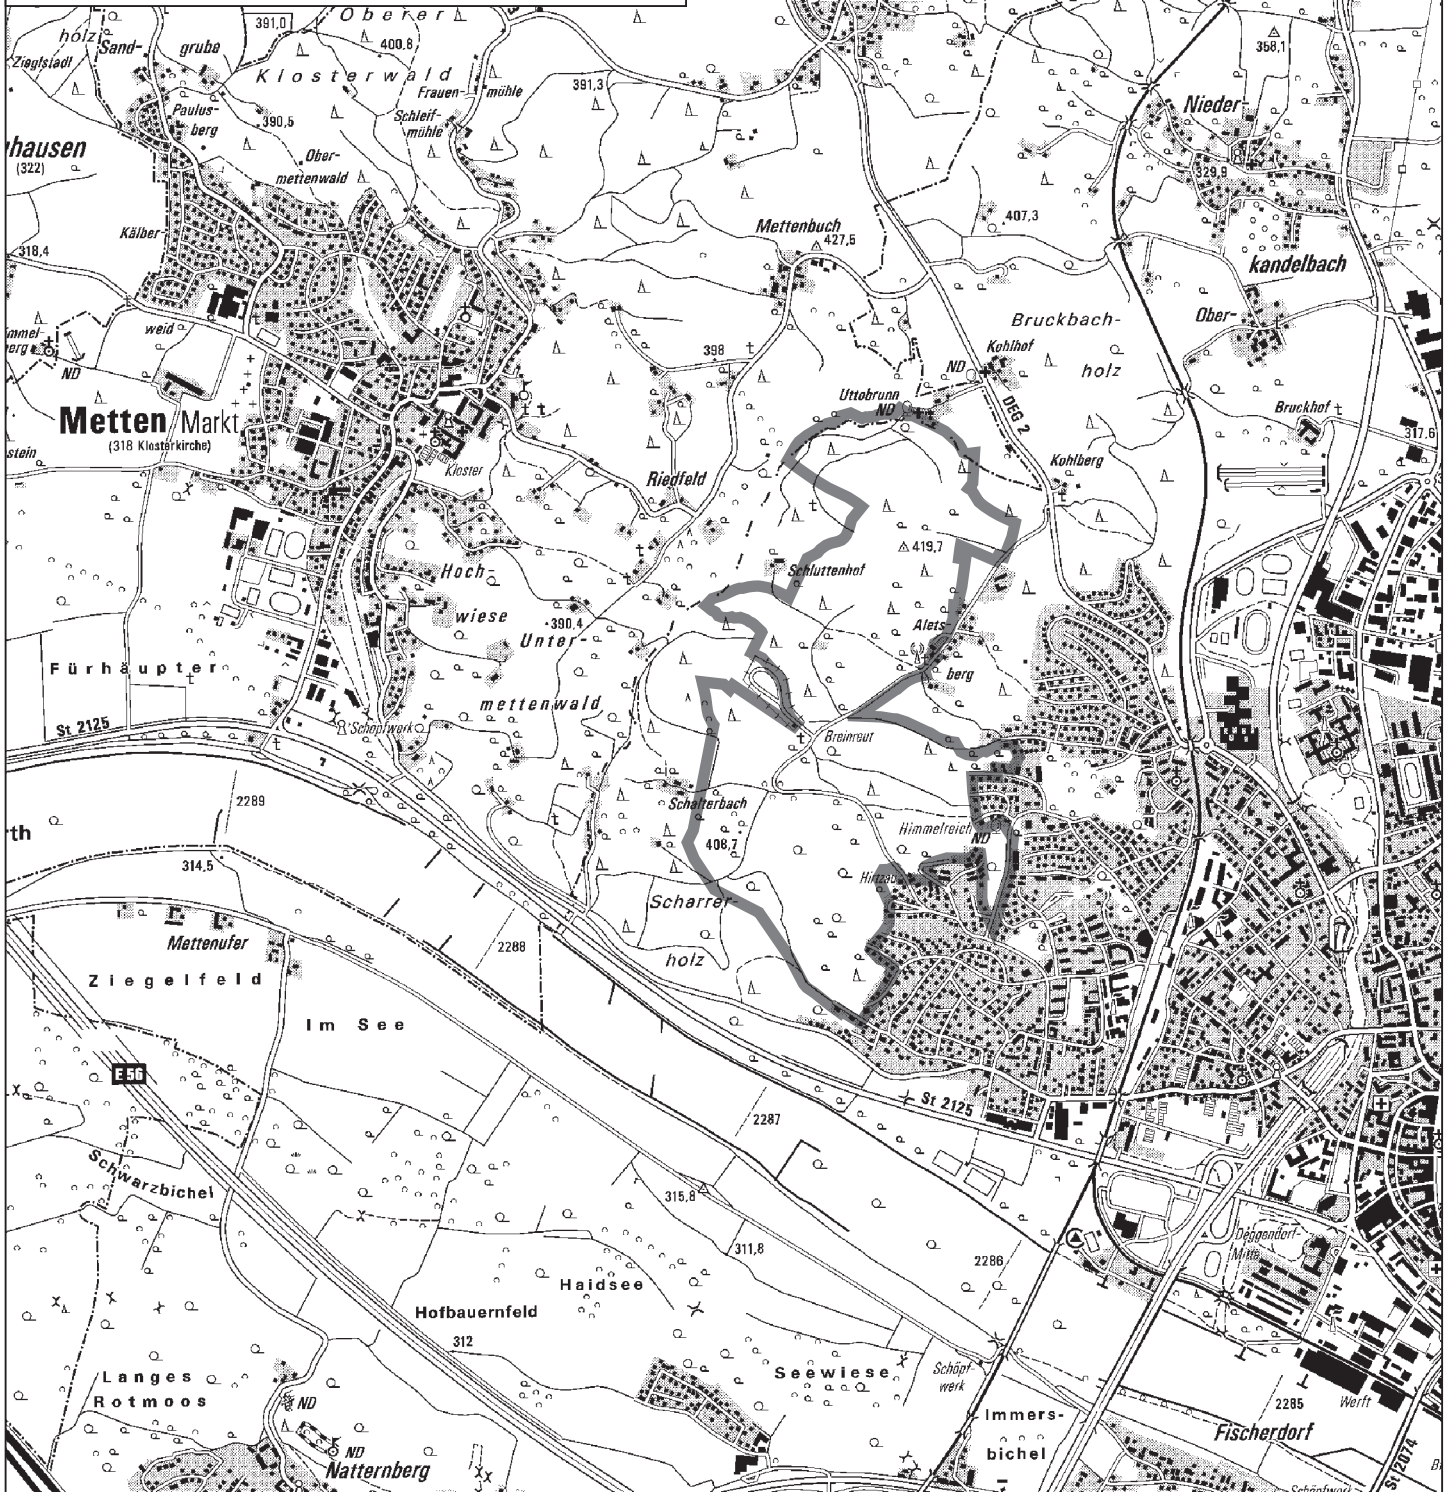 391,0
Oberer
400,8
358,1
holz
Sand-
grube
Zieglstadl
Klosterwald
Frauen-
mühle
391,3
Nieder-
Paulus-
berg
390,5
Schleif-
mühle
hausen
(322)
Ober-
mettenwald
329,9
407,3
Kälber-
Mettenbuch
427,5
318,4
kandelbach
Ober-
weid
Bruckbach-
holz
398
Kohlhof
ND
ND
Uttobrunn
ND
DEG 2
Metten Markt
(318 Klosterkirche)
Bruckhof
317,6
stein
Kloster
Kohlberg
Riedfeld
419,7
Schluttenhof
Hoch-
wiese
390,4
Unter-
Alets-
berg
Fürhäupter
mettenwald
St 2125
Schöpfwerk
Breinreut
7
2289
Schalterbach
408,7
Himmelreich
ND
th
314,5
Hirzau
Scharrer-
holz
Mettenufer
2288
Ziegelfeld
Im See
E 56
St 2125
2287
Schwarzbichel
315,8
311,8
2286
Deggendorf-
Mitte
Haidsee
Hofbauernfeld
312
Langes
Rotmoos
Seewiese
Schöpf-
werk
ND
2285
Werft
Immers-
bichel
Fischerdorf
ND
Natternberg
St 2074
Schöpfwerk